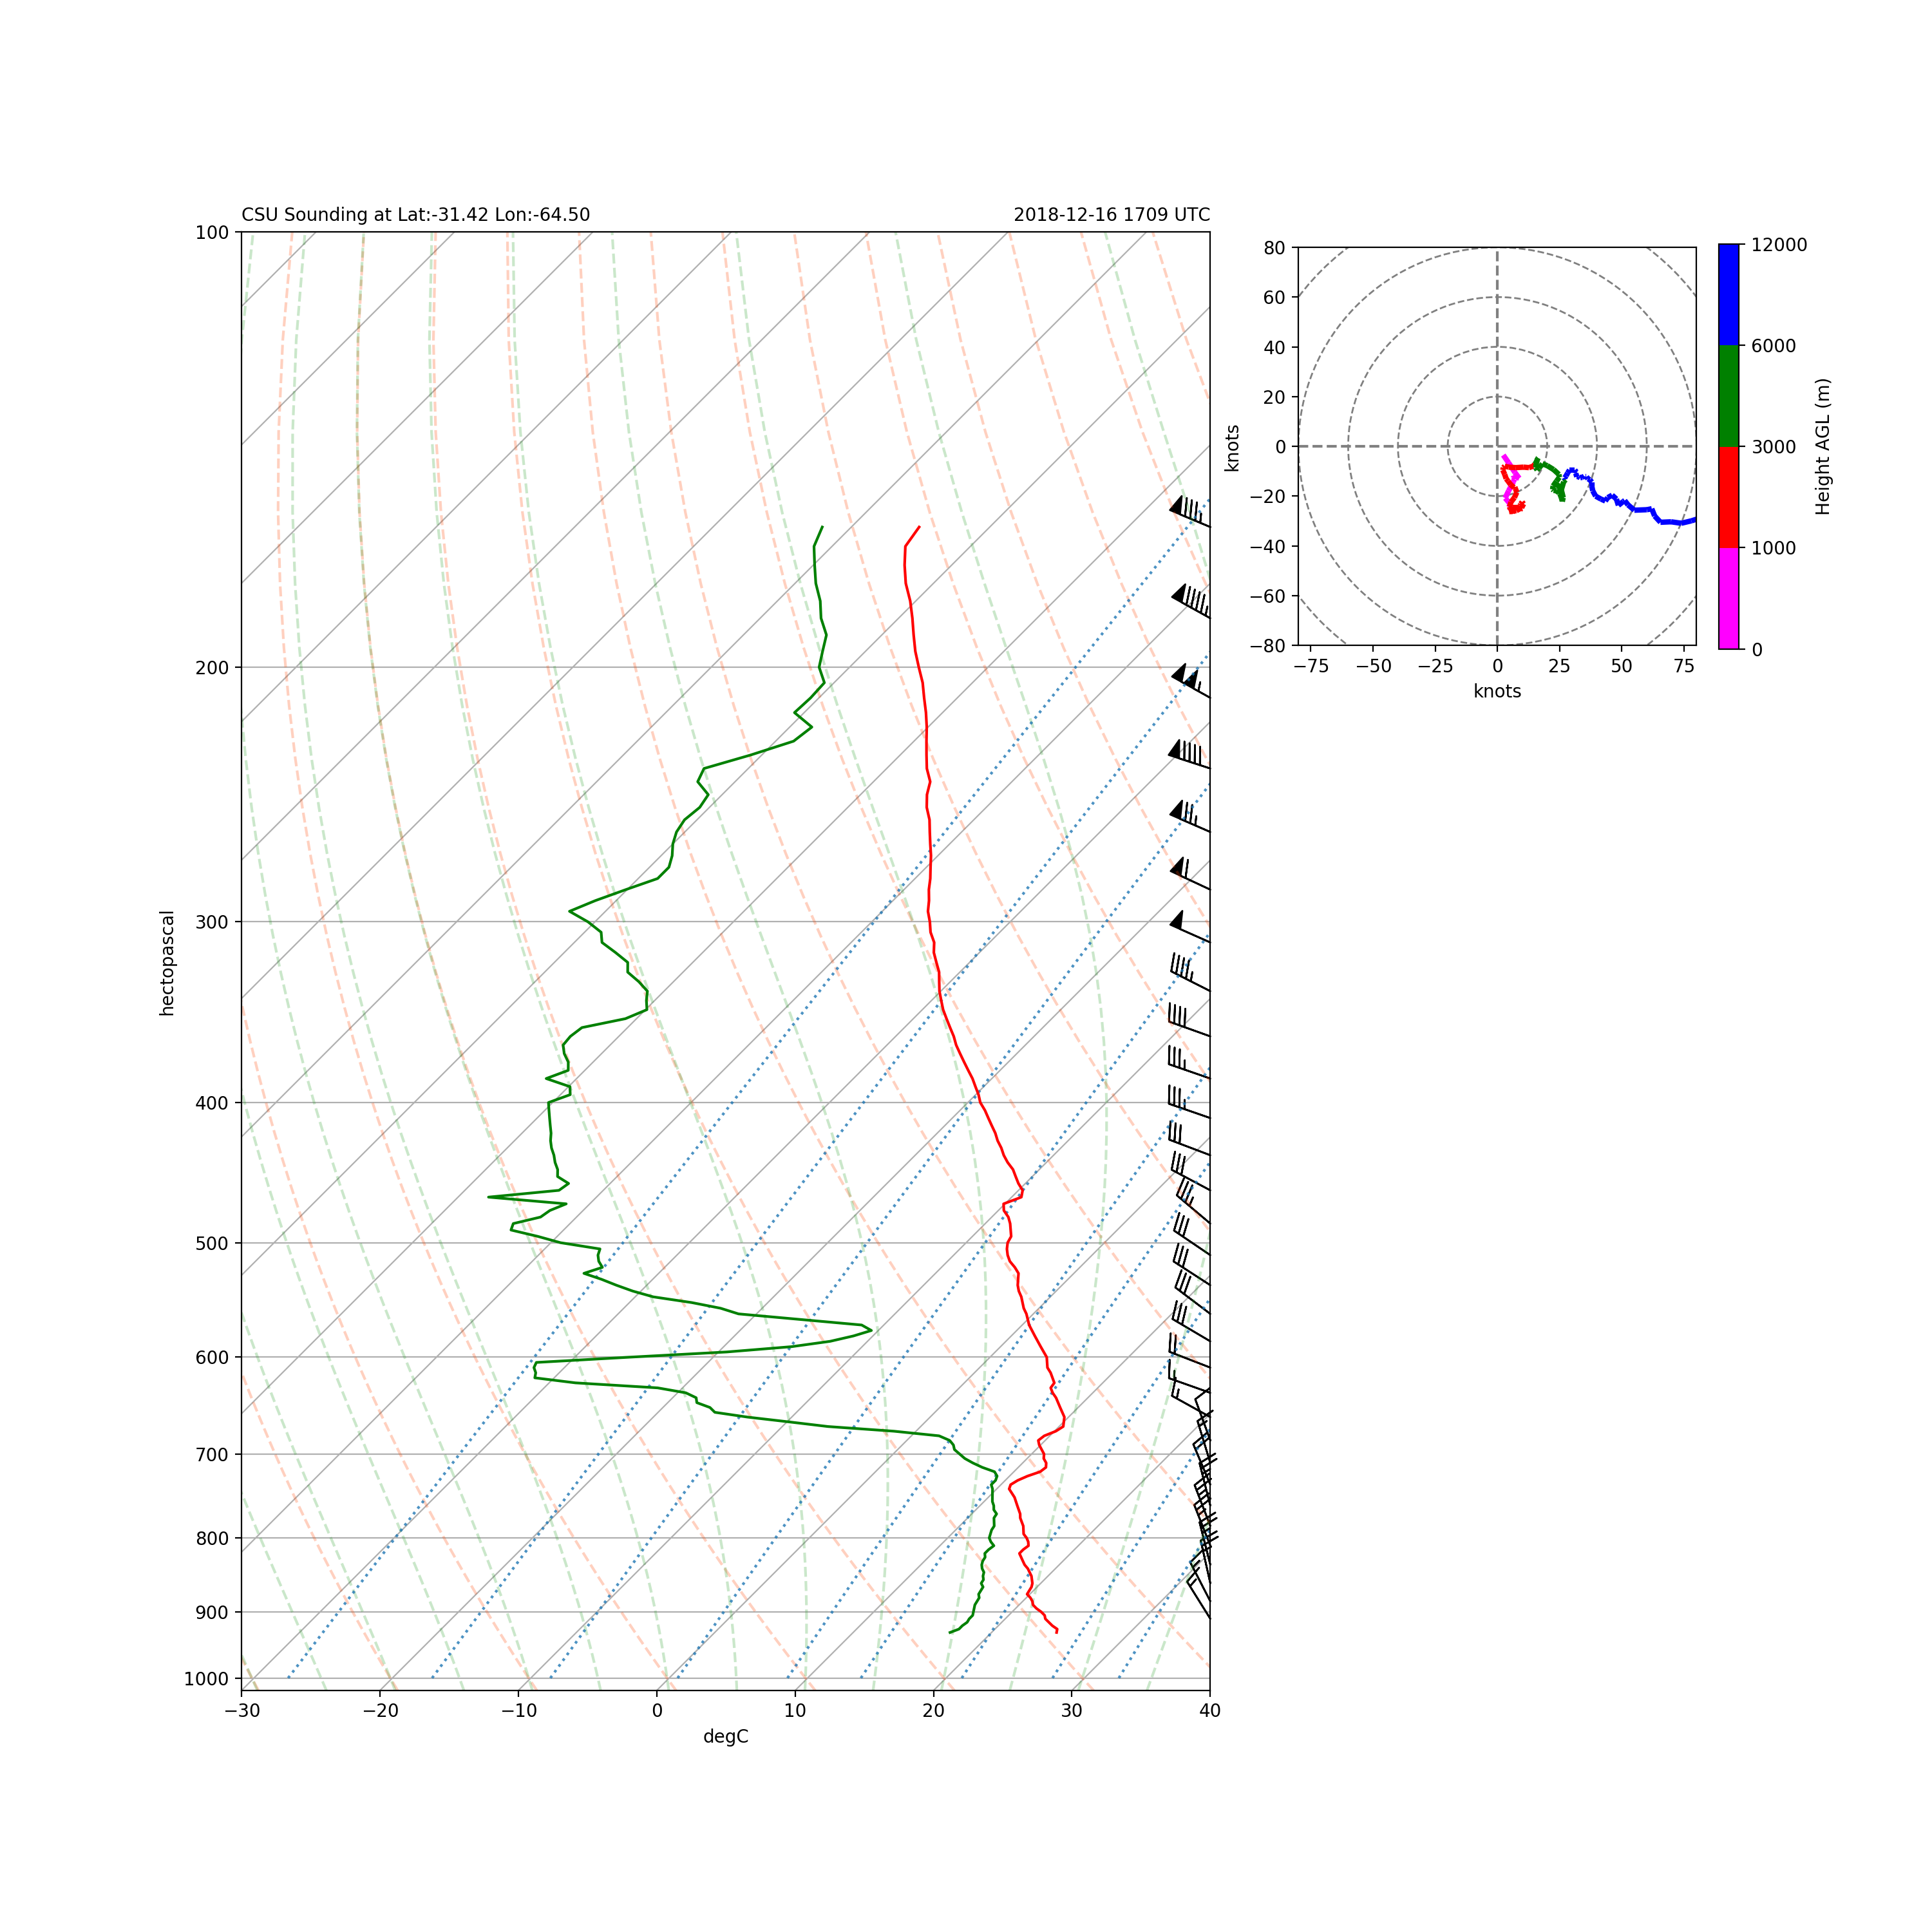 CSU Sounding at Lat:-31.42 Lon:-64.50
2018-12-16 1709 UTC
100
200
300
400
500
600
700
800
900
1000
hectopascal
−30 −20 −10 0 10 20 30 40
degC
80
60
40
20
0
−20
−40
−60
−80
knots
−75 −50 −25 0 25 50 75
knots
12000
6000
3000
1000
0
Height AGL (m)